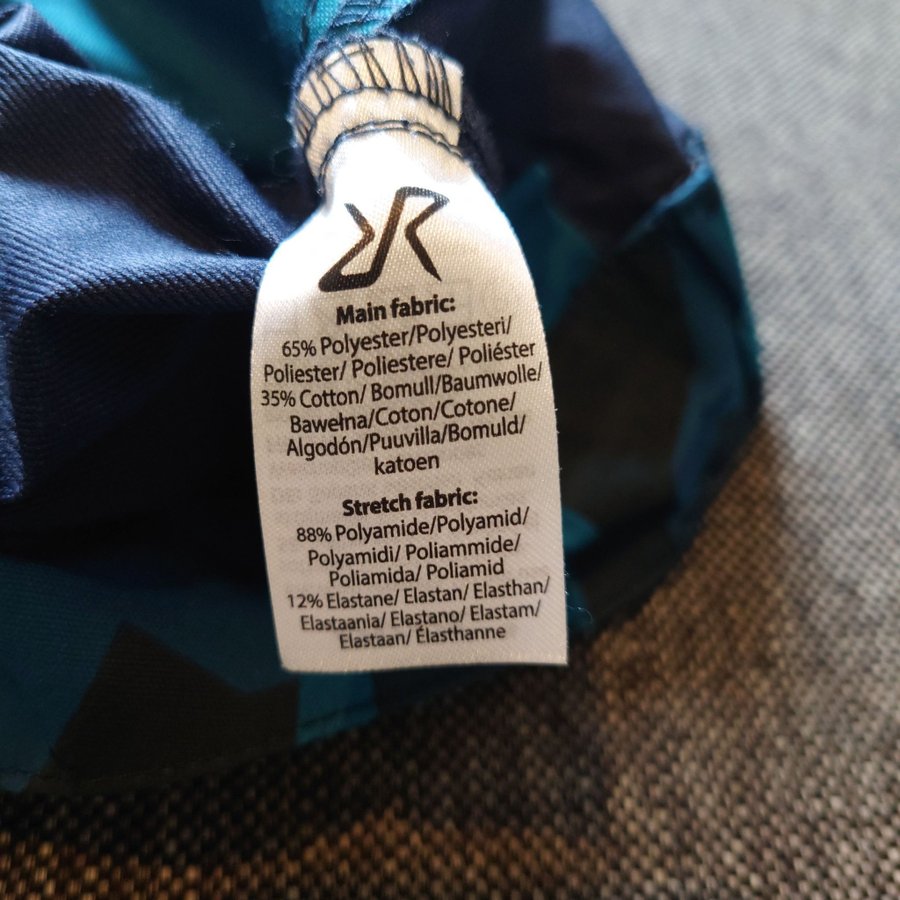 Main fabric:
65% Polyester/Polyesteri/
Poliester/ Poliestere/ Poliéster
35% Cotton/ Bomull/Baumwolle/
Bawełna/Coton/Cotone/
Algodón/Puuvilla/Bomuld/
katoen
Stretch fabric:
88% Polyamide/Polyamid/
Polyamidi/ Poliammide/
Poliamida/ Poliamid
12% Elastane/ Elastan/ Elasthan/
Elastaania/ Elastano/ Elastam/
Elastaan/ Élasthanne